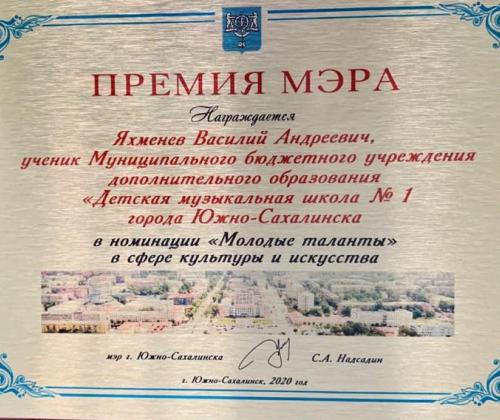 ПРЕМИЯ МЭРА
Награждается
Яхменев Василий Андреевич,
ученик Муниципального бюджетного учреждения
дополнительного образования
«Детская музыкальная школа № 1
города Южно-Сахалинска
в номинации «Молодые таланты»
в сфере культуры и искусства
мэр г. Южно-Сахалинска
С.А. Надсадин
г. Южно-Сахалинск, 2020 год